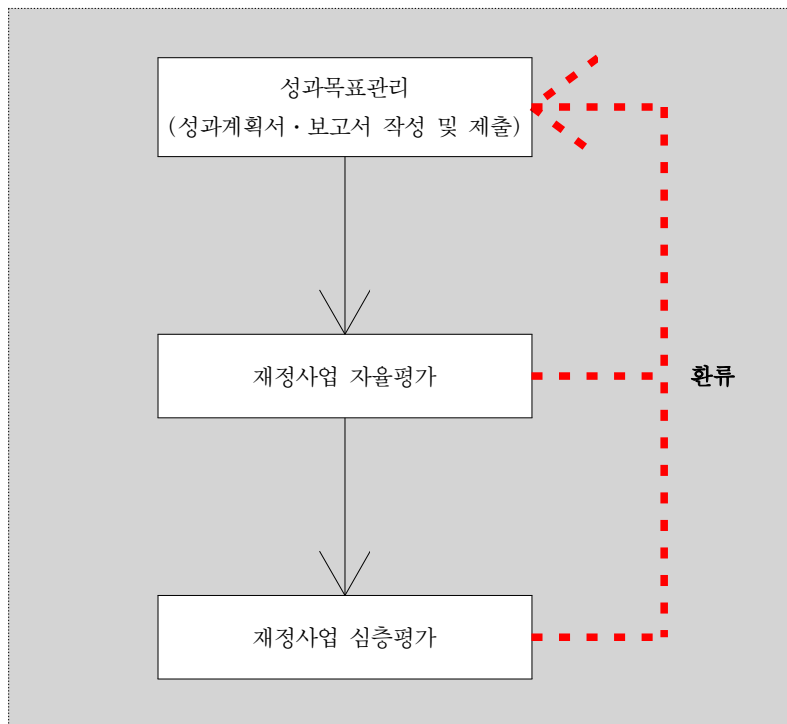 성과목표관리
(성과계획서·보고서 작성 및 제출)
재정사업 자율평가
환류
재정사업 심층평가